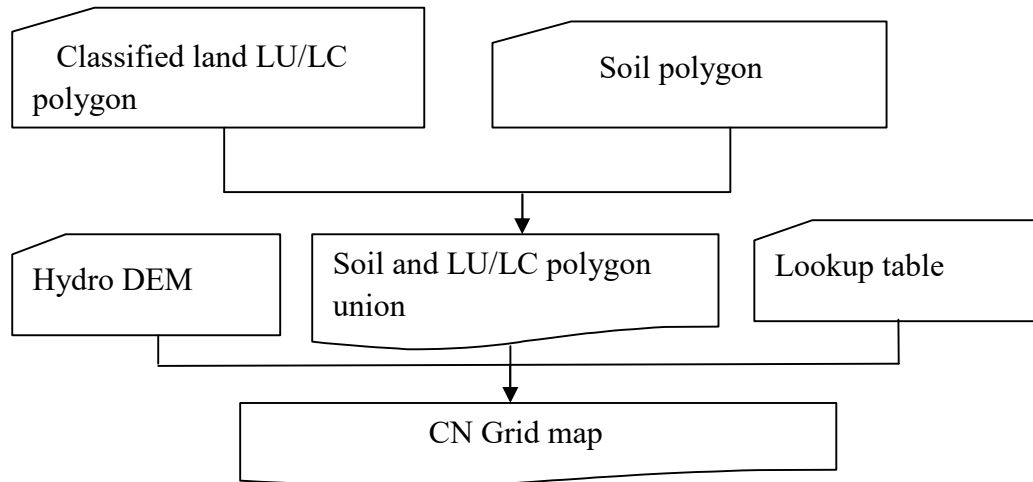 Classified land LU/LC
polygon
Soil polygon
Hydro DEM
Soil and LU/LC polygon
union
Lookup table
CN Grid map